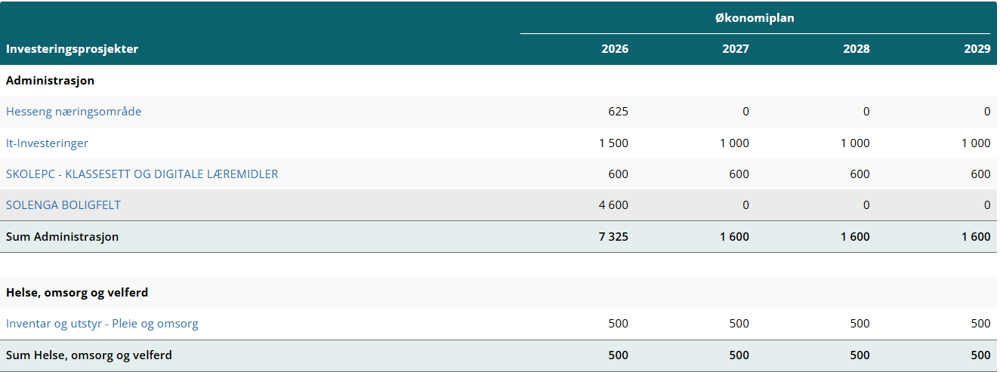 Økonomiplan
Investeringsprosjekter 2026 2027 2028 2029
Administrasjon
Hesseng næringsområde 625 0 0 0
It-Investeringer 1 500 1 000 1 000 1 000
SKOLEPC - KLASSESETT OG DIGITALE LÆREMIDLER 600 600 600 600
SOLENGA BOLIGFELT 4 600 0 0 0
Sum Administrasjon 7 325 1 600 1 600 1 600
Helse, omsorg og velferd
Inventar og utstyr - Pleie og omsorg 500 500 500 500
Sum Helse, omsorg og velferd 500 500 500 500